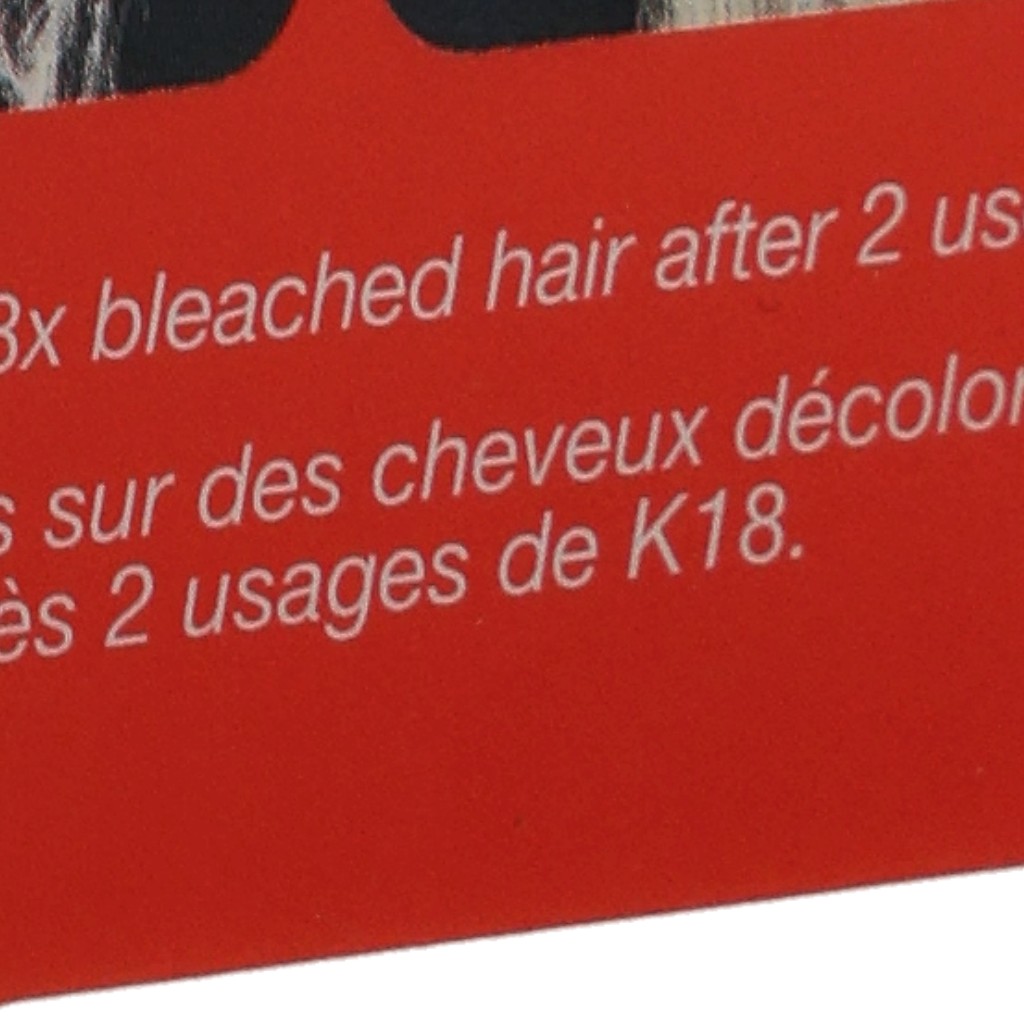 3x bleached hair after 2 us
s sur des cheveux décolor
ès 2 usages de K18.